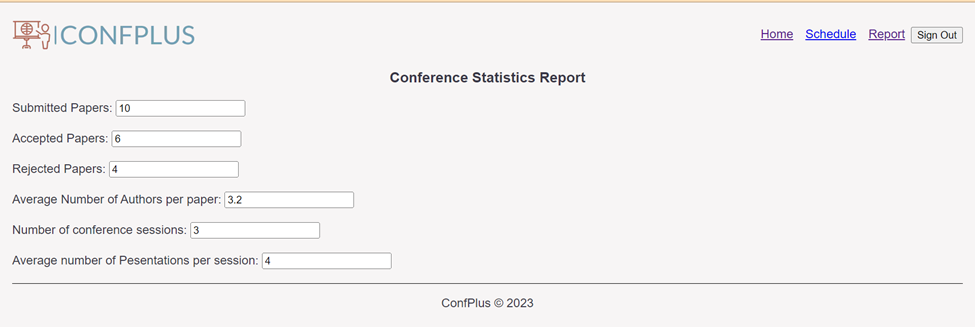 CONFPLUS
Home Schedule Report Sign Out
Conference Statistics Report
Submitted Papers: 10
Accepted Papers: 6
Rejected Papers: 4
Average Number of Authors per paper: 3.2
Number of conference sessions: 3
Average number of Pesentations per session: 4
ConfPlus © 2023